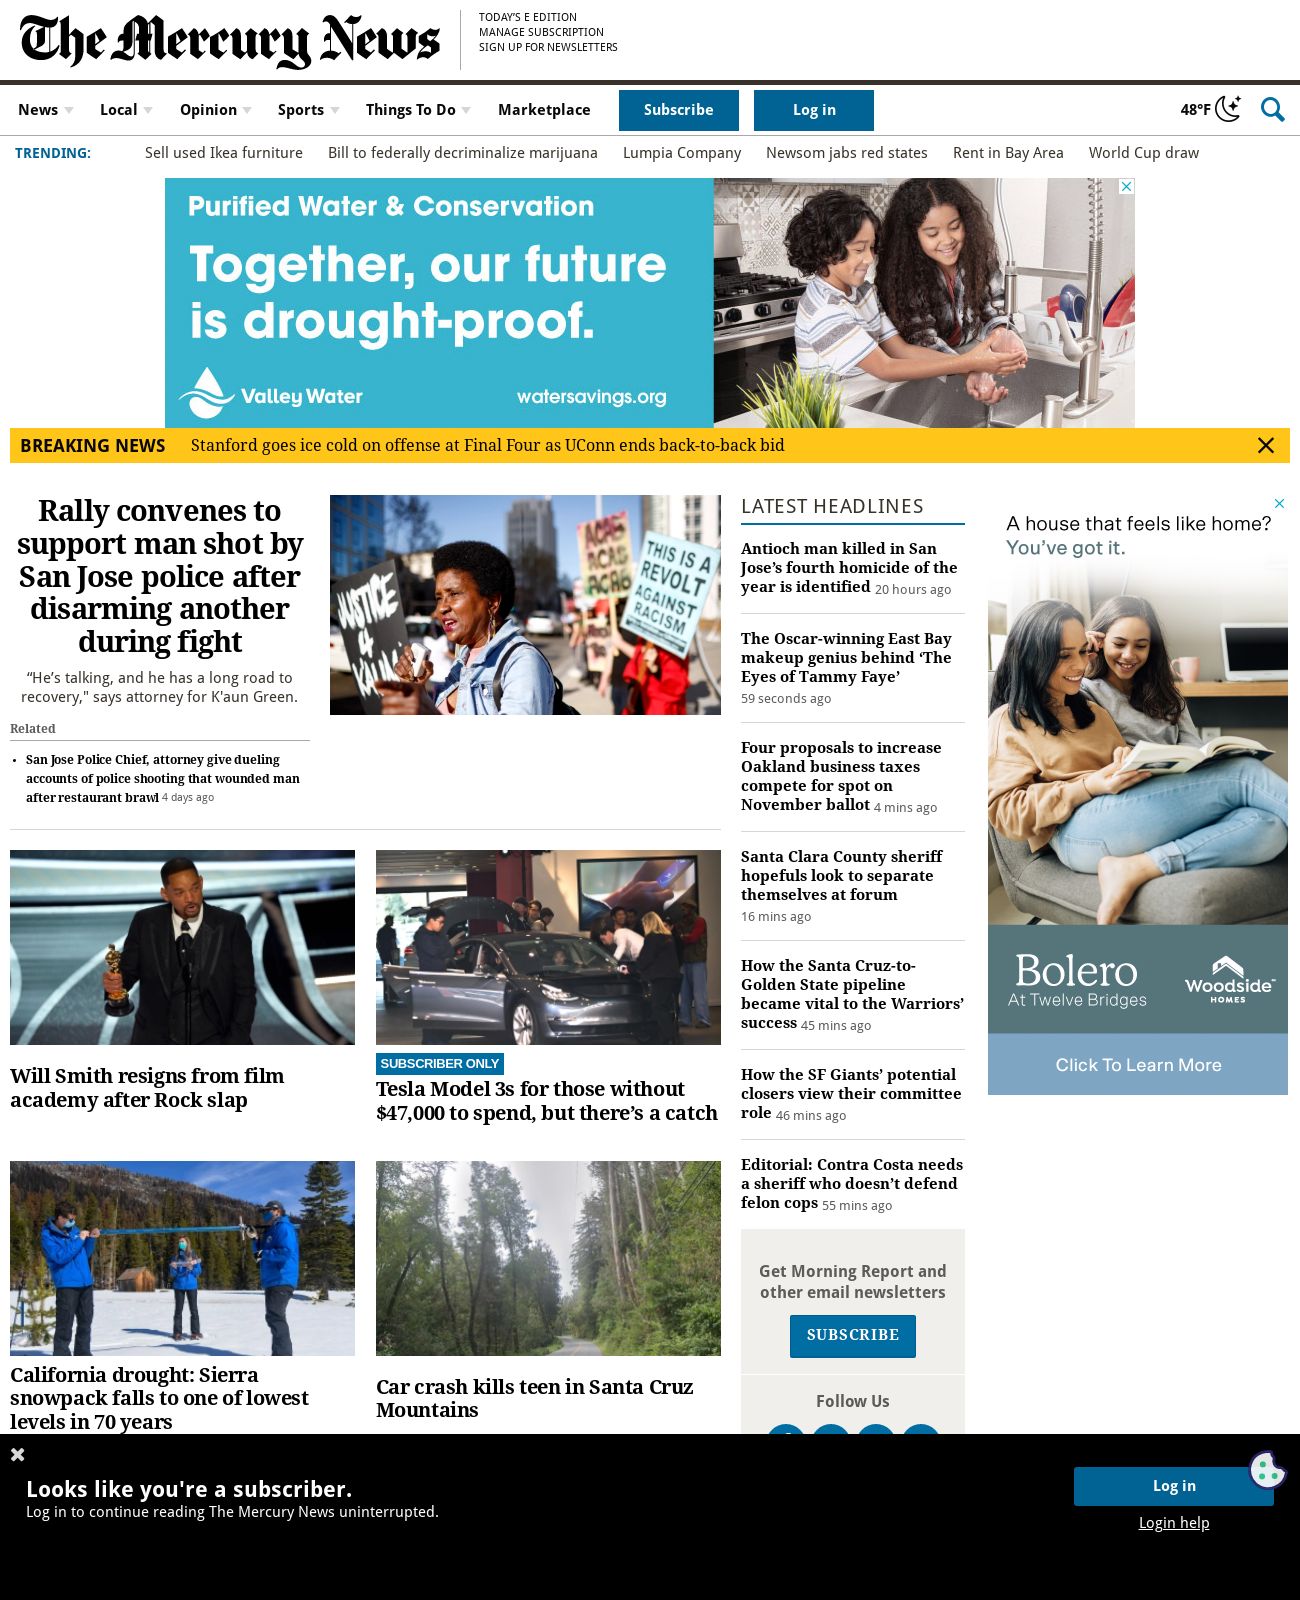 The Mercury News
TODAY'S E EDITION
MANAGE SUBSCRIPTION
SIGN UP FOR NEWSLETTERS
News Local Opinion Sports Things To Do Marketplace Subscribe Log in 48°F
TRENDING: Sell used Ikea furniture Bill to federally decriminalize marijuana Lumpia Company Newsom jabs red states Rent in Bay Area World Cup draw
Purified Water & Conservation
Together, our future
is drought-proof.
Valley Water watersavings.org
BREAKING NEWS Stanford goes ice cold on offense at Final Four as UConn ends back-to-back bid
Rally convenes to
support man shot by
San Jose police after
disarming another
during fight
“He’s talking, and he has a long road to
recovery," says attorney for K'aun Green.
Related
• San Jose Police Chief, attorney give dueling
accounts of police shooting that wounded man
after restaurant brawl 4 days ago
JUSTICE
4
ACAB
THIS IS A
REVOLT
AGAINST
RACISM
Will Smith resigns from film
academy after Rock slap
SUBSCRIBER ONLY
Tesla Model 3s for those without
$47,000 to spend, but there’s a catch
California drought: Sierra
snowpack falls to one of lowest
levels in 70 years
Car crash kills teen in Santa Cruz
Mountains
LATEST HEADLINES
Antioch man killed in San
Jose’s fourth homicide of the
year is identified 20 hours ago
The Oscar-winning East Bay
makeup genius behind ‘The
Eyes of Tammy Faye’
59 seconds ago
Four proposals to increase
Oakland business taxes
compete for spot on
November ballot 4 mins ago
Santa Clara County sheriff
hopefuls look to separate
themselves at forum
16 mins ago
How the Santa Cruz-to-
Golden State pipeline
became vital to the Warriors’
success 45 mins ago
How the SF Giants’ potential
closers view their committee
role 46 mins ago
Editorial: Contra Costa needs
a sheriff who doesn’t defend
felon cops 55 mins ago
Get Morning Report and
other email newsletters
SUBSCRIBE
Follow Us
A house that feels like home?
You’ve got it.
Bolero
At Twelve Bridges
Woodside
HOMES
Click To Learn More
Looks like you're a subscriber.
Log in to continue reading The Mercury News uninterrupted.
Log in
Login help